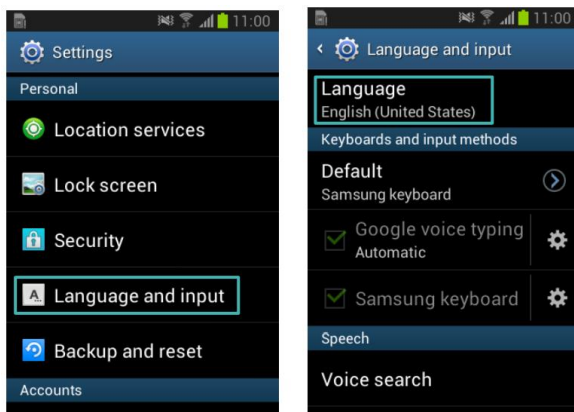 11:00
Settings
Personal
Location services
Lock screen
Security
A
Language and input
Backup and reset
Accounts
11:00
Language and input
Language
English (United States)
Keyboards and input methods
Default
Samsung keyboard
Google voice typing
Automatic
Samsung keyboard
Speech
Voice search